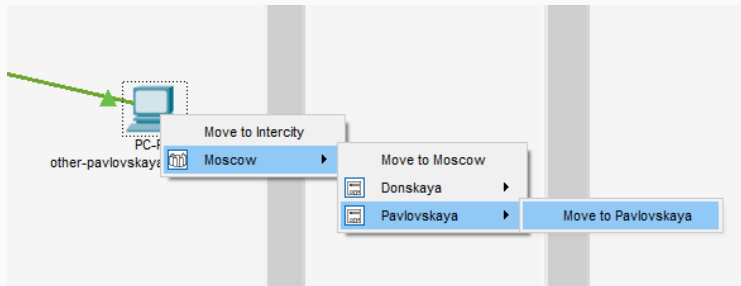 PC-
other-pavlovskaya
Move to Intercity
Moscow
Move to Moscow
Donskaya
Pavlovskaya
Move to Pavlovskaya